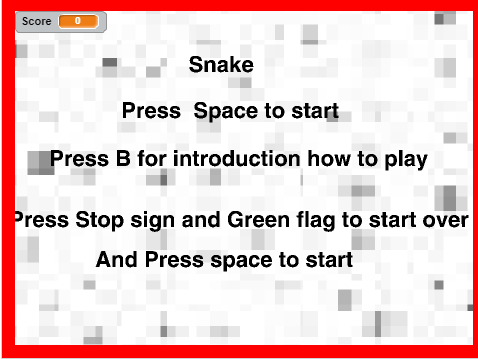 Score 0
Snake
Press Space to start
Press B for introduction how to play
Press Stop sign and Green flag to start over
And Press space to start